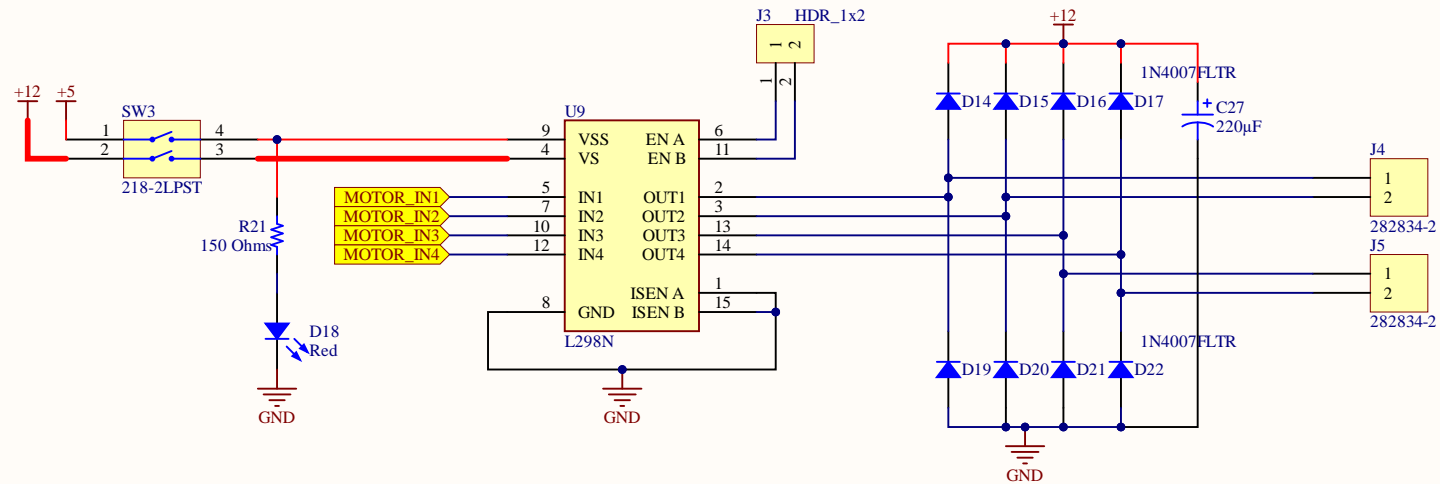 J3 HDR_1x2
1 2
1 2
+12
+12 +5
SW3
1 4
2 3
218-2LPST
U9
9 VSS EN A 6
4 VS EN B 11
MOTOR_IN1 5 IN1 OUT1 2
MOTOR_IN2 7 IN2 OUT2 3
MOTOR_IN3 10 IN3 OUT3 13
MOTOR_IN4 12 IN4 OUT4 14
ISEN A 1
8 GND ISEN B 15
L298N
GND
R21
150 Ohms
D18
Red
GND
1N4007FLTR
D14 D15 D16 D17
+ C27
220µF
J4
1
2
282834-2
J5
1
2
282834-2
1N4007FLTR
D19 D20 D21 D22
GND